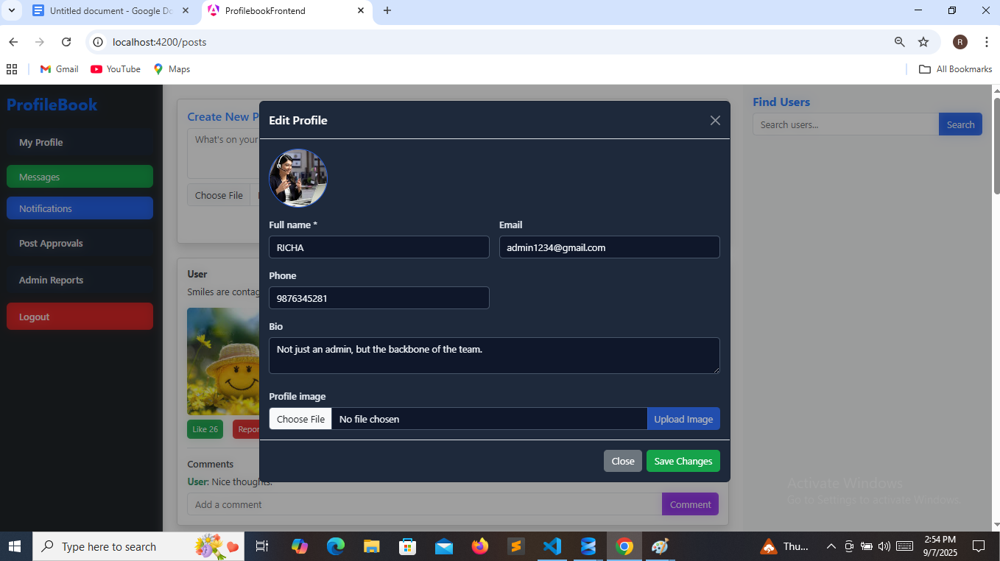 Untitled document - Google Do
ProfilebookFrontend
localhost:4200/posts
R
Gmail
YouTube
Maps
All Bookmarks
ProfileBook
My Profile
Messages
Notifications
Post Approvals
Admin Reports
Logout
Create New P
What's on your
Choose File
User
Smiles are contag
Like 26
Repor
Comments
User: Nice thoughts.
Add a comment
Comment
Edit Profile
Full name *
Email
RICHA
admin1234@gmail.com
Phone
9876345281
Bio
Not just an admin, but the backbone of the team.
Profile image
Choose File
No file chosen
Upload Image
Close
Save Changes
Find Users
Search users...
Search
Activate Windows
Go to Settings to activate Windows.
Type here to search
Thu...
2:54 PM
9/7/2025